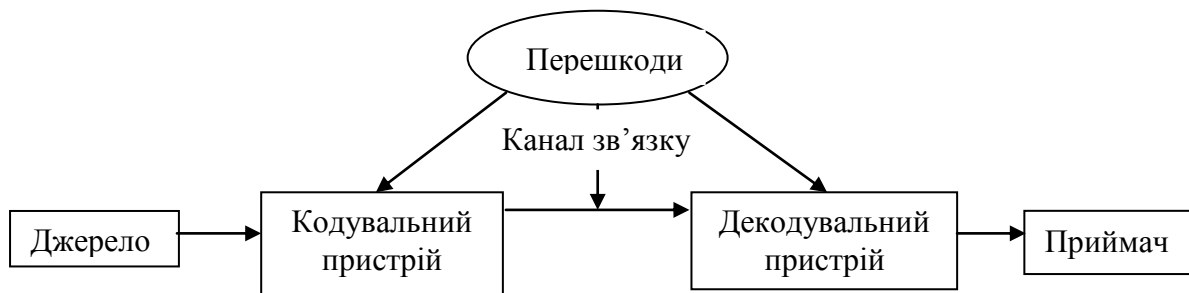 Перешкоди
Канал зв’язку
Джерело
Кодувальний
пристрій
Декодувальний
пристрій
Приймач